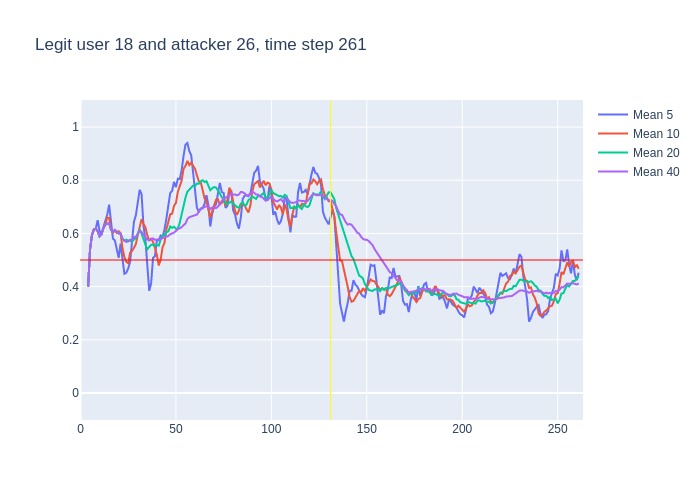 Legit user 18 and attacker 26, time step 261
Mean 5
Mean 10
Mean 20
Mean 40
1
0.8
0.6
0.4
0.2
0
0 50 100 150 200 250